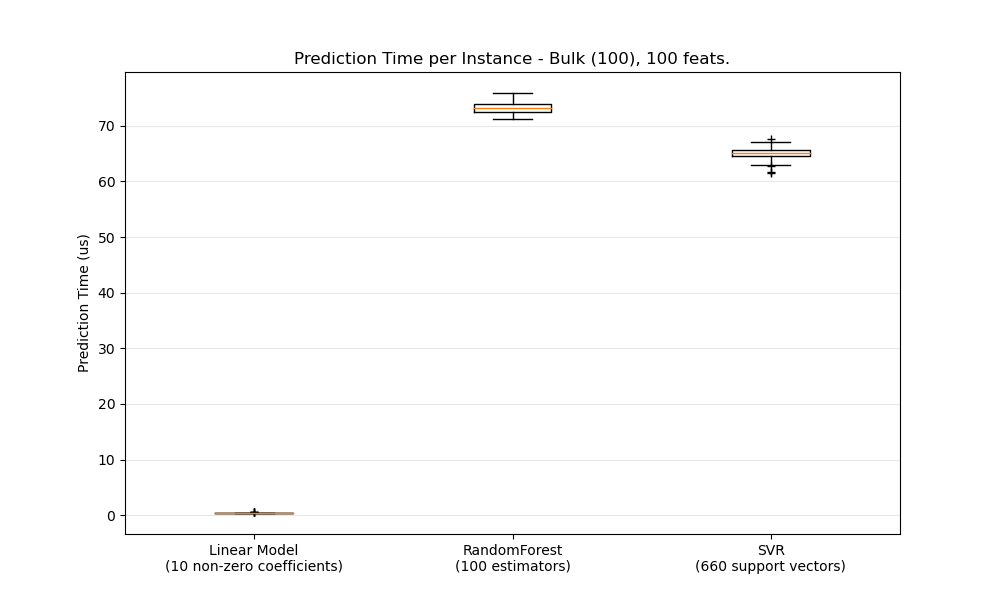 Prediction Time per Instance - Bulk (100), 100 feats.
Prediction Time (us)
70
60
50
40
30
20
10
0
Linear Model
(10 non-zero coefficients)
RandomForest
(100 estimators)
SVR
(660 support vectors)